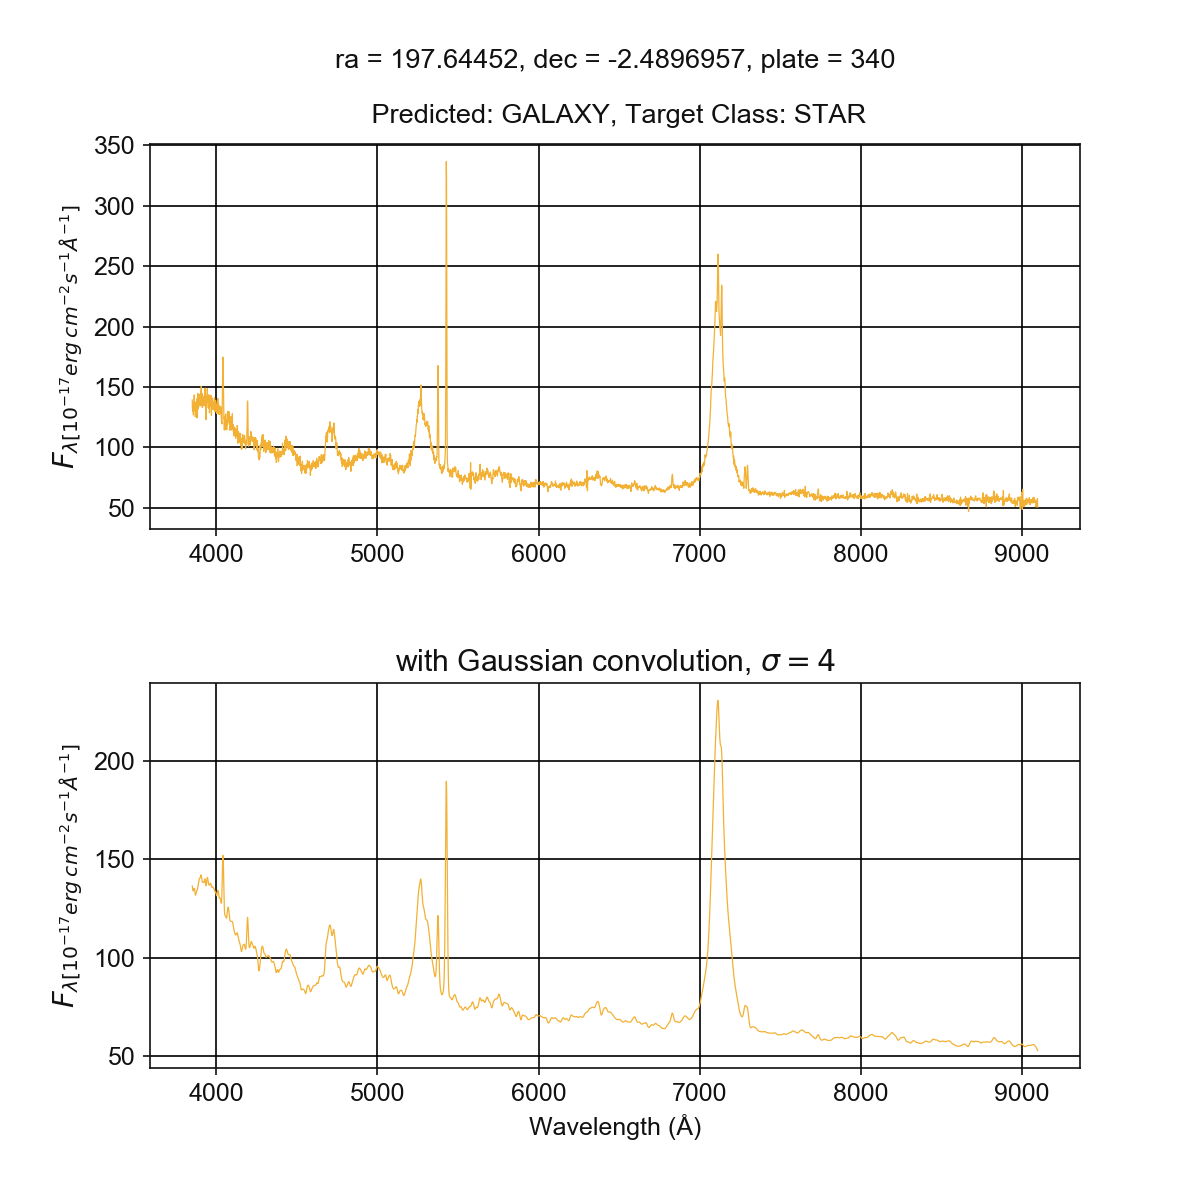 ra = 197.64452, dec = -2.4896957, plate = 340
Predicted: GALAXY, Target Class: STAR
350
300
250
200
150
100
50
F_λ[10^−17 erg cm^−2 s^−1 Å^−1]
4000 5000 6000 7000 8000 9000
with Gaussian convolution, σ = 4
200
150
100
50
F_λ[10^−17 erg cm^−2 s^−1 Å^−1]
4000 5000 6000 7000 8000 9000
Wavelength (Å)